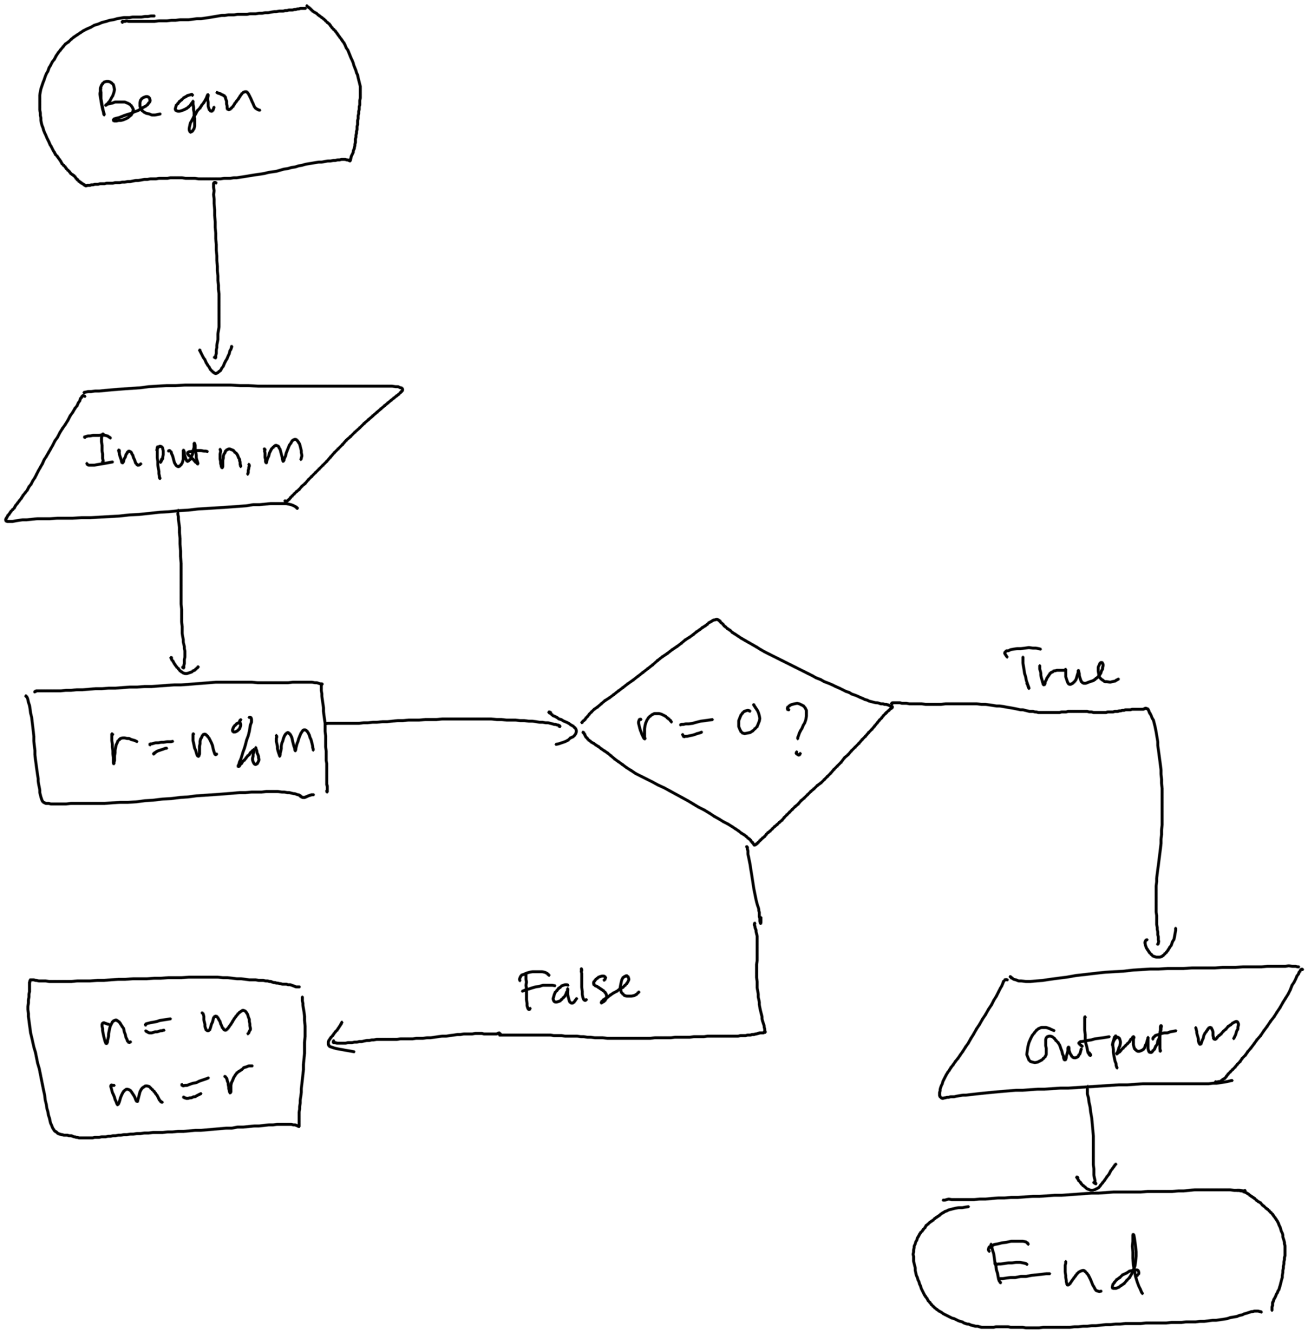 Begin
Input n, m
r = n % m
r = 0 ?
True
False
n = m
m = r
Output m
End